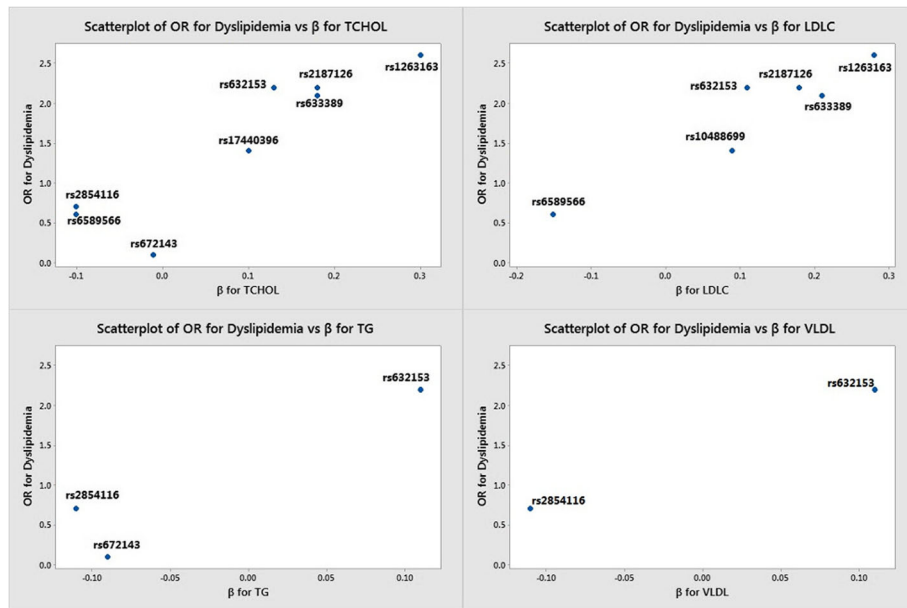 Scatterplot of OR for Dyslipidemia vs β for TCHOL
OR for Dyslipidemia
2.5
2.0
1.5
1.0
0.5
0.0
rs1263163
rs632153
rs2187126
rs633389
rs17440396
rs2854116
rs6589566
rs672143
-0.1 0.0 0.1 0.2 0.3
β for TCHOL
Scatterplot of OR for Dyslipidemia vs β for LDLC
OR for Dyslipidemia
2.5
2.0
1.5
1.0
0.5
0.0
rs1263163
rs632153
rs2187126
rs633389
rs10488699
rs6589566
-0.2 -0.1 0.0 0.1 0.2 0.3
β for LDLC
Scatterplot of OR for Dyslipidemia vs β for TG
OR for Dyslipidemia
2.5
2.0
1.5
1.0
0.5
0.0
rs632153
rs2854116
rs672143
-0.10 -0.05 0.00 0.05 0.10
β for TG
Scatterplot of OR for Dyslipidemia vs β for VLDL
OR for Dyslipidemia
2.5
2.0
1.5
1.0
0.5
0.0
rs632153
rs2854116
-0.10 -0.05 0.00 0.05 0.10
β for VLDL